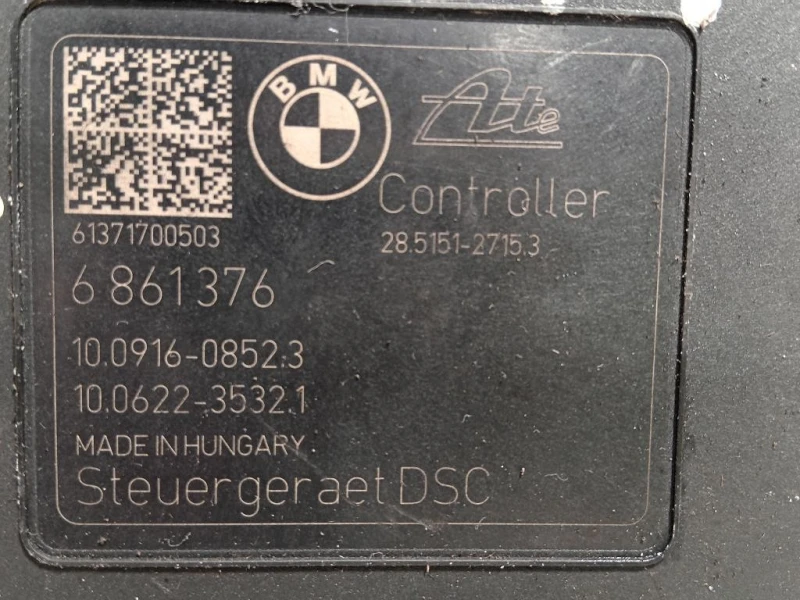 BMW
Ate
Controller
61371700503
28.5151-2715.3
6 861 376
10.0916-0852.3
10.0622-3532.1
MADE IN HUNGARY
Steuergeraet DSC